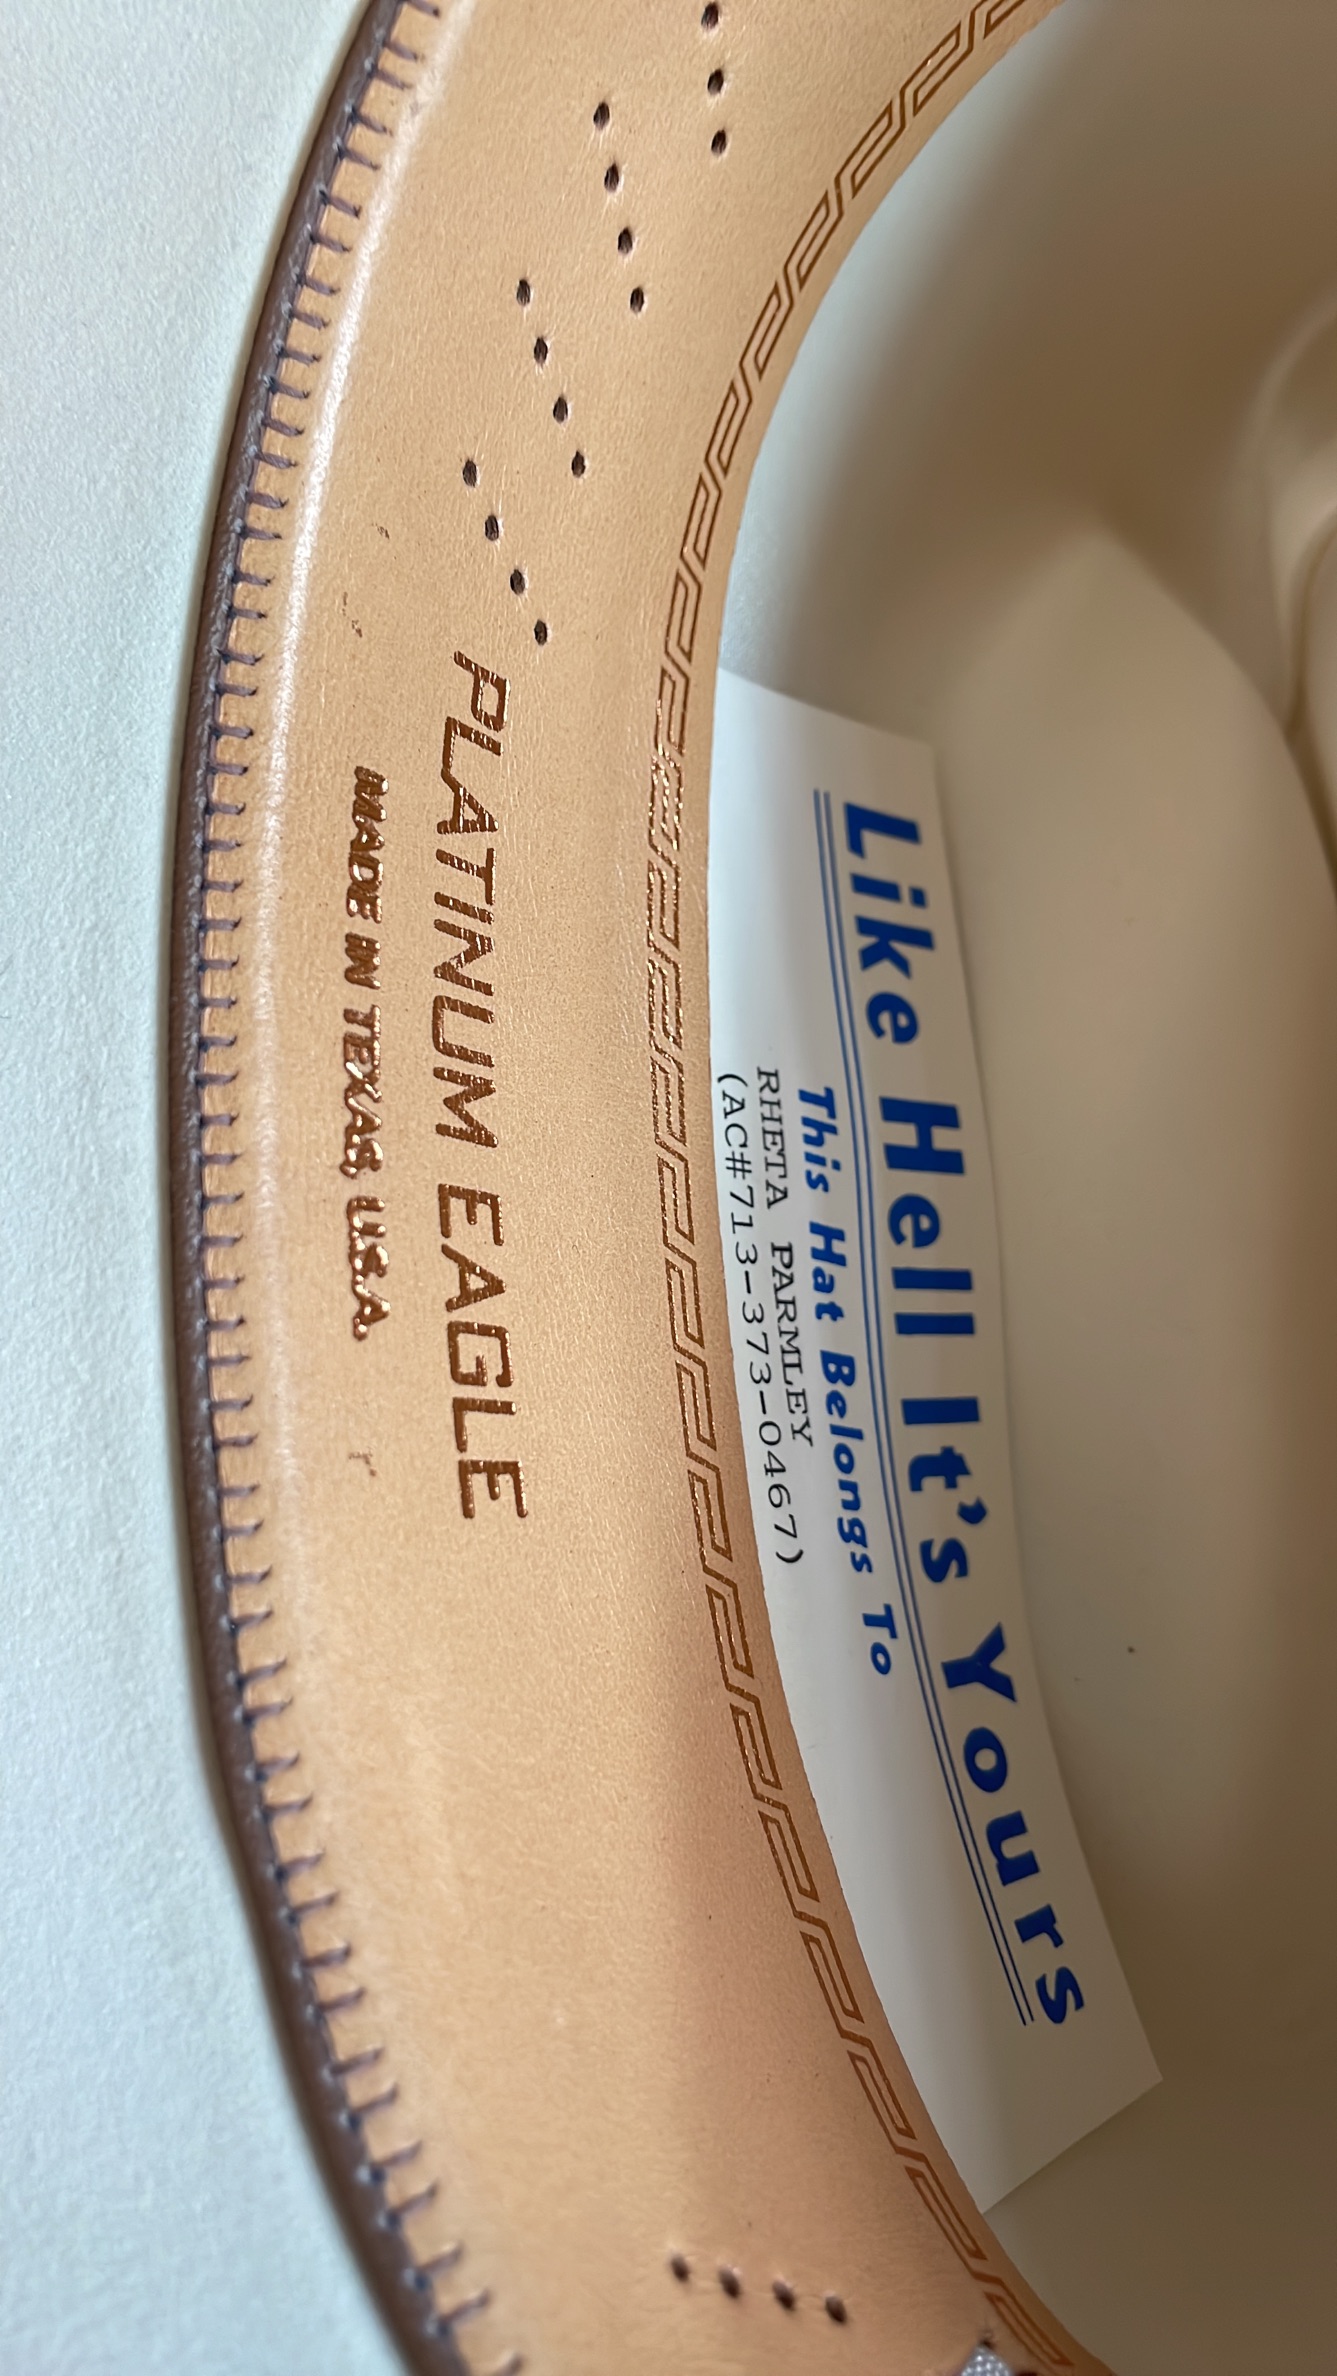 Like Hell It's Yours
This Hat Belongs To
RHETA PARMLEY
(AC#713-373-0467)
PLATINUM EAGLE
MADE IN TEXAS, U.S.A.